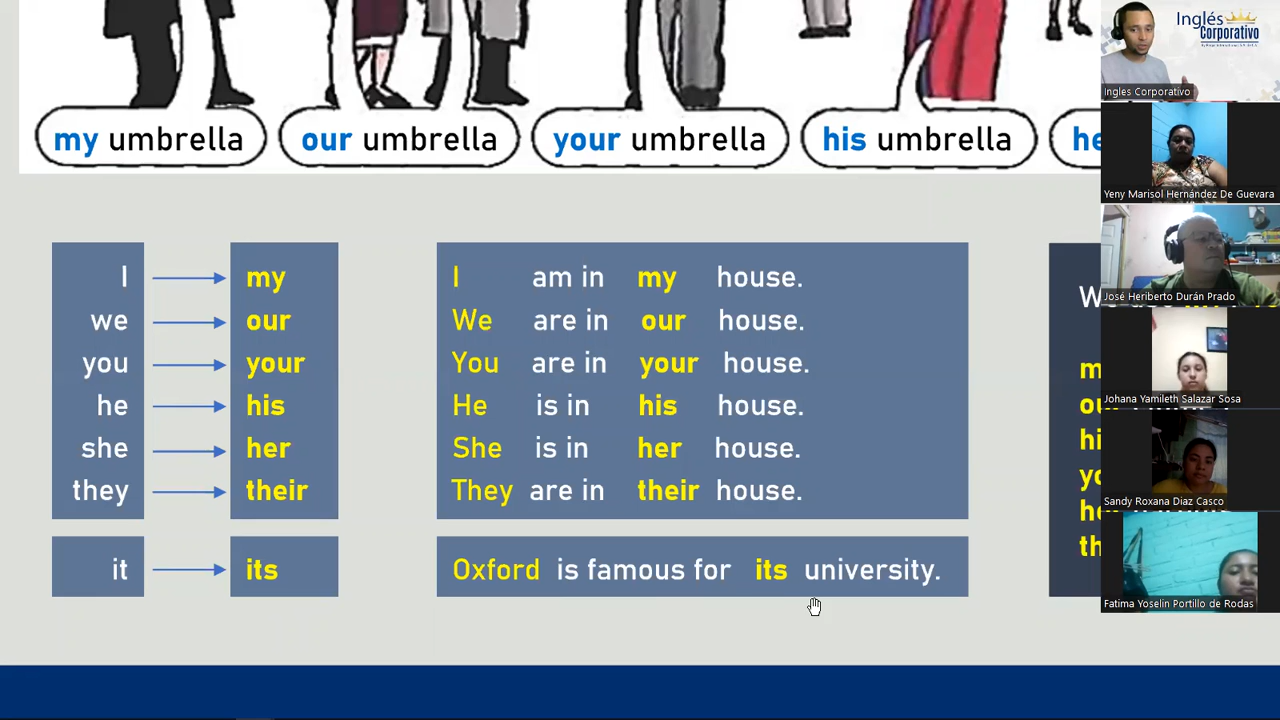 my umbrella
our umbrella
your umbrella
his umbrella
he
I my
we our
you your
he his
she her
they their
it its
I am in my house.
We are in our house.
You are in your house.
He is in his house.
She is in her house.
They are in their house.
Oxford is famous for its university.
Inglés
Corporativo
Ingles Corporativo
Yeny Marisol Hernández De Guevara
José Heriberto Durán Prado
Johana Yamileth Salazar Sosa
Sandy Roxana Diaz Casco
Fatima Yoselin Portillo de Rodas